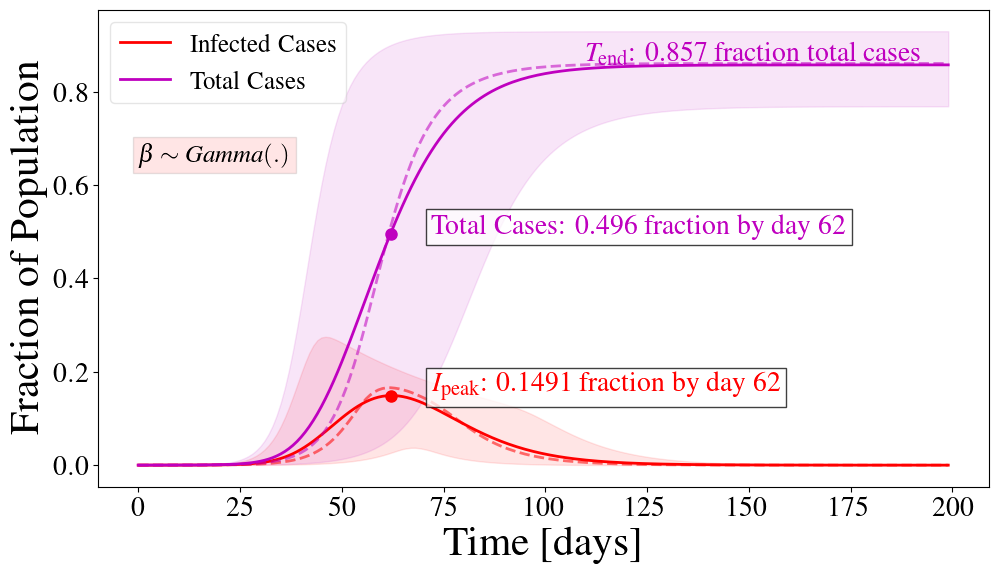 Infected Cases
Total Cases
β ∼ Gamma(.)
T_end: 0.857 fraction total cases
Total Cases: 0.496 fraction by day 62
I_peak: 0.1491 fraction by day 62
Fraction of Population
0.8
0.6
0.4
0.2
0.0
0 25 50 75 100 125 150 175 200
Time [days]